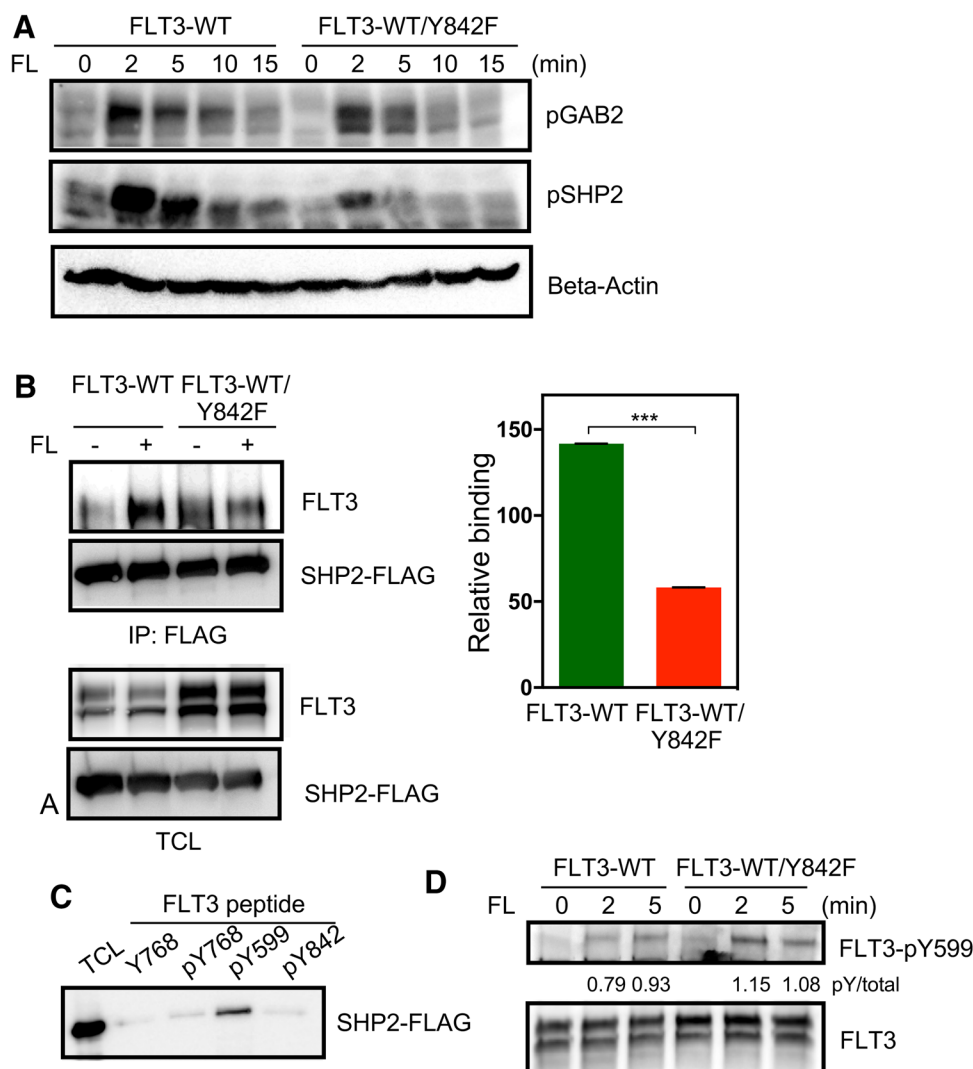 A
FLT3-WT FLT3-WT/Y842F
FL 0 2 5 10 15 0 2 5 10 15 (min)
pGAB2
pSHP2
Beta-Actin
B
FLT3-WT FLT3-WT/
Y842F
FL - + - +
FLT3
SHP2-FLAG
IP: FLAG
FLT3
SHP2-FLAG
A
TCL
Relative binding
150
100
50
0
***
FLT3-WT FLT3-WT/
Y842F
C
FLT3 peptide
TCL Y768 pY768 pY599 pY842
SHP2-FLAG
D
FLT3-WT FLT3-WT/Y842F
FL 0 2 5 0 2 5 (min)
FLT3-pY599
0.79 0.93 1.15 1.08 pY/total
FLT3